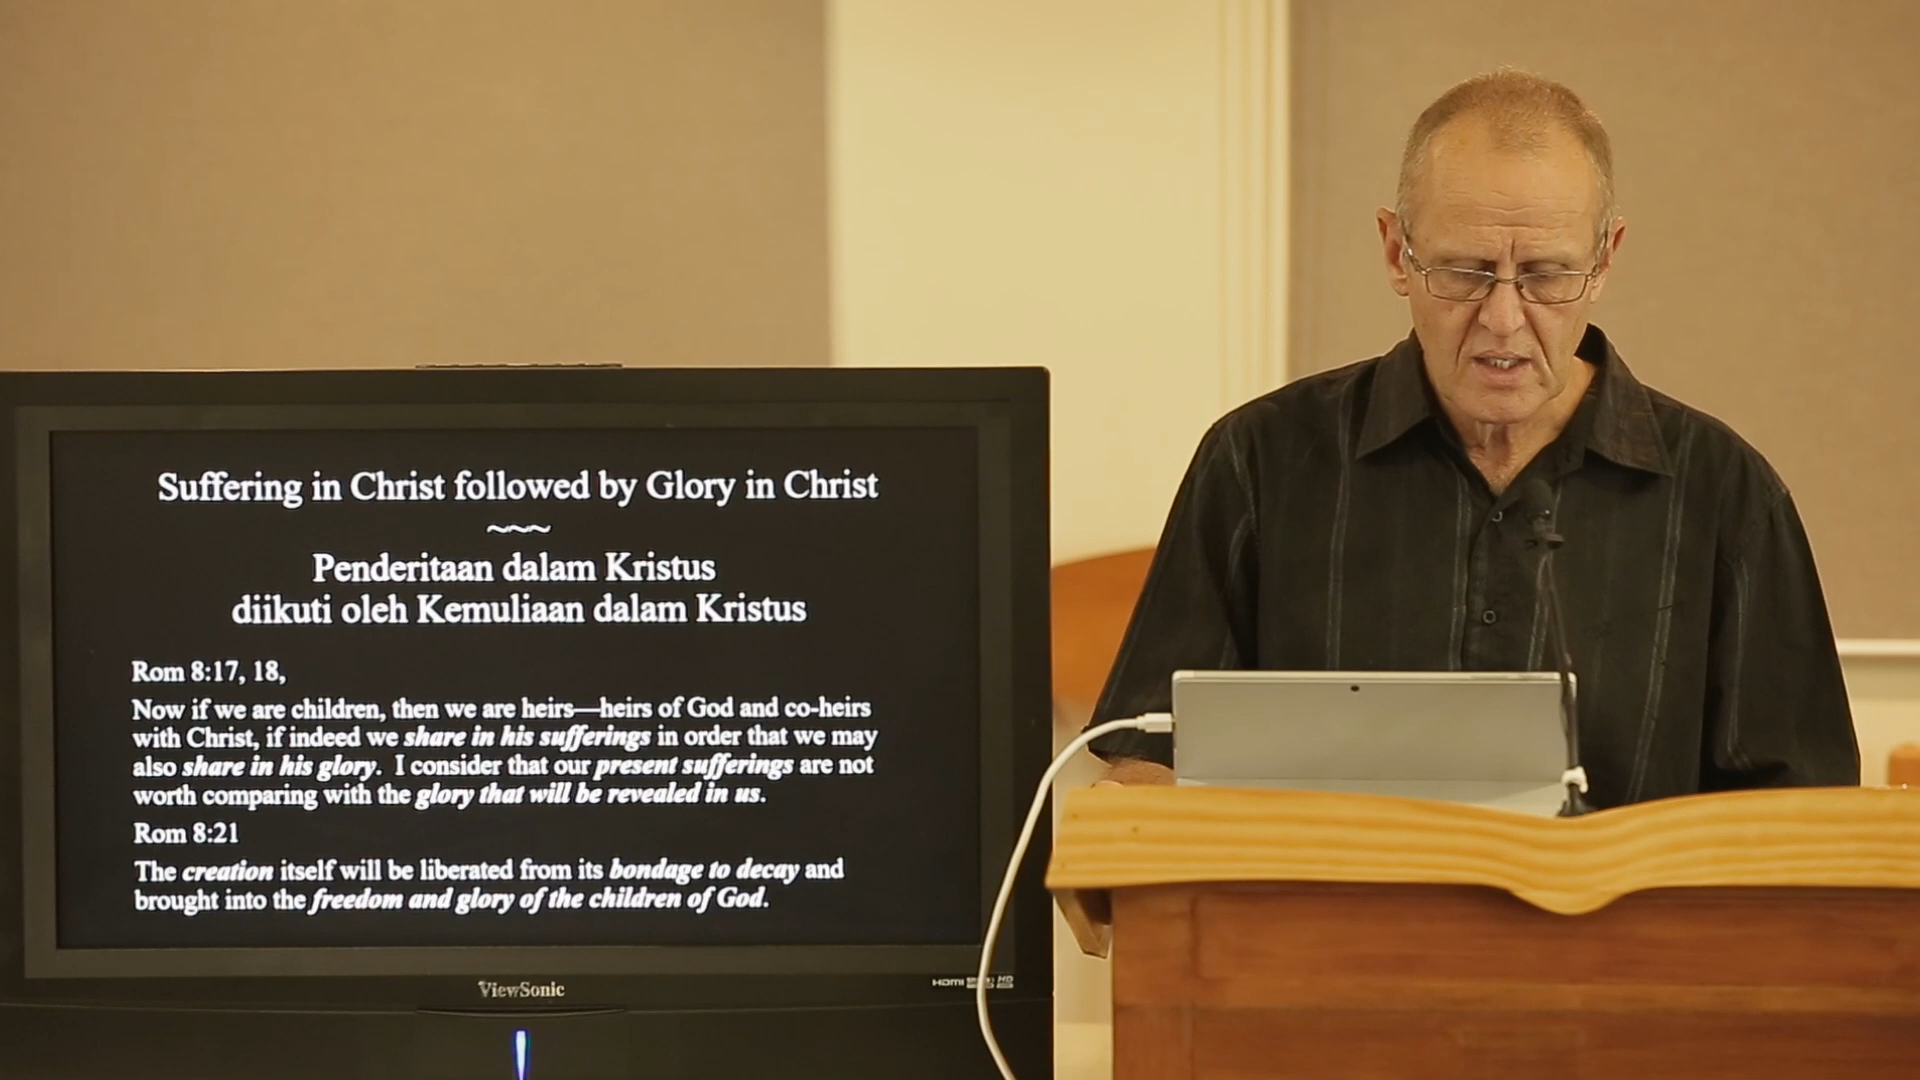 Suffering in Christ followed by Glory in Christ
~~~
Penderitaan dalam Kristus
diikuti oleh Kemuliaan dalam Kristus
Rom 8:17, 18,
Now if we are children, then we are heirs—heirs of God and co-heirs
with Christ, if indeed we share in his sufferings in order that we may
also share in his glory. I consider that our present sufferings are not
worth comparing with the glory that will be revealed in us.
Rom 8:21
The creation itself will be liberated from its bondage to decay and
brought into the freedom and glory of the children of God.
ViewSonic
HDMI